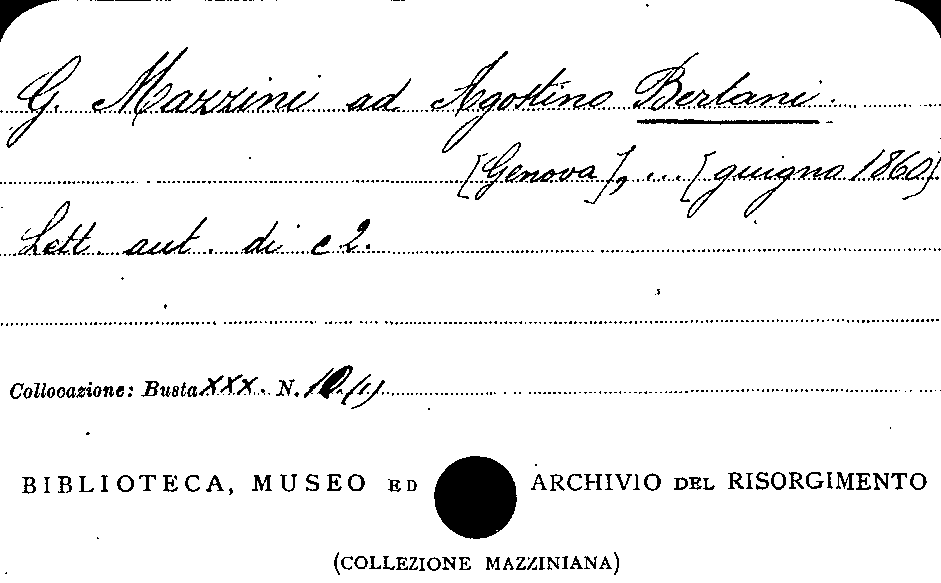 G. Mazzini ad Agostino Bertani.
[Genova], ... [giugno 1860]
Lett. aut. di c 2.
Collocazione: Busta XXX. N. 10.(1)
BIBLIOTECA, MUSEO ED ARCHIVIO DEL RISORGIMENTO
(COLLEZIONE MAZZINIANA)